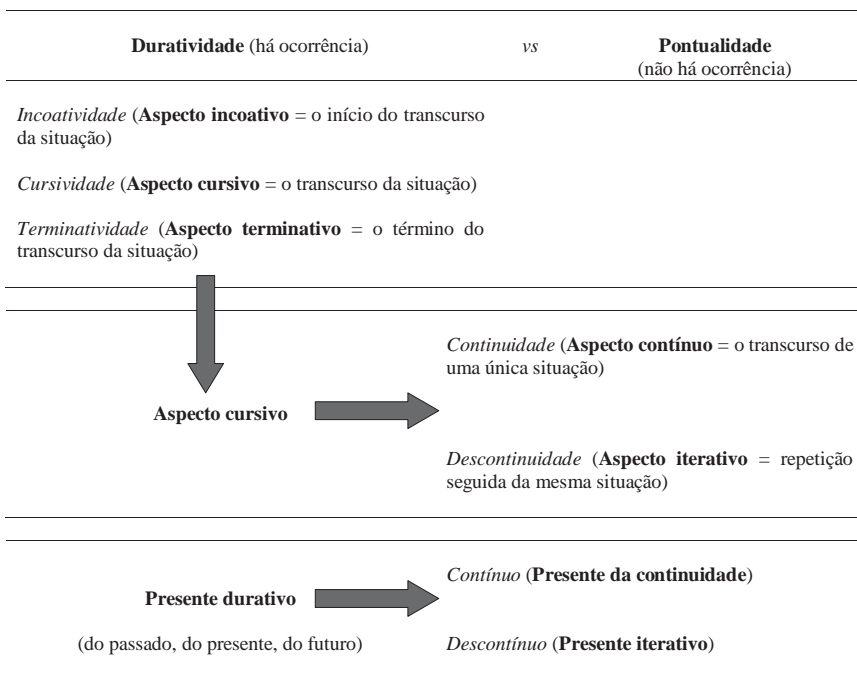 Duratividade (há ocorrência) vs Pontualidade
(não há ocorrência)
Incoatividade (Aspecto incoativo = o início do transcurso
da situação)
Cursividade (Aspecto cursivo = o transcurso da situação)
Terminatividade (Aspecto terminativo = o término do
transcurso da situação)
Continuidade (Aspecto contínuo = o transcurso de
uma única situação)
Aspecto cursivo
Descontinuidade (Aspecto iterativo = repetição
seguida da mesma situação)
Contínuo (Presente da continuidade)
Presente durativo
(do passado, do presente, do futuro) Descontínuo (Presente iterativo)